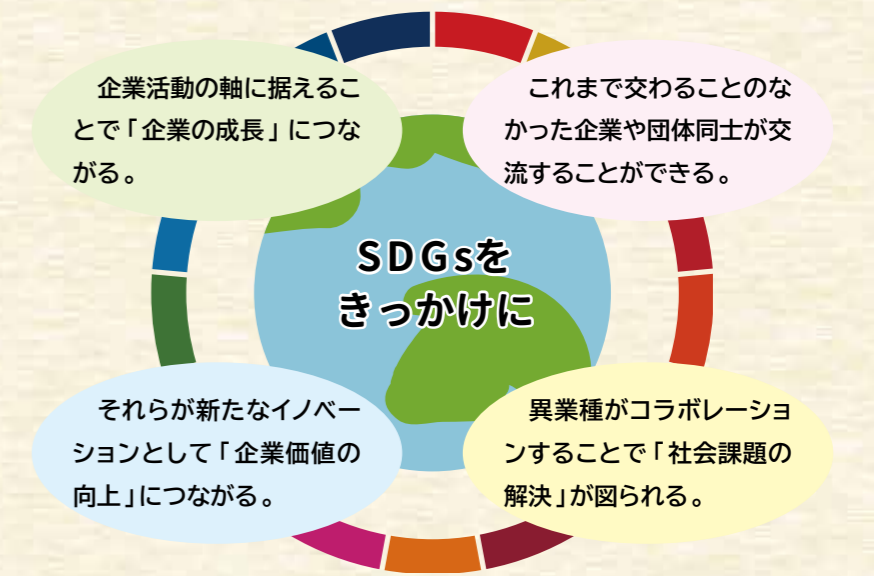 企業活動の軸に据えるこ
とで「企業の成長」につな
がる。
これまで交わることのな
かった企業や団体同士が交
流することができる。
SDGsを
きっかけに
それらが新たなイノベー
ションとして「企業価値の
向上」につながる。
異業種がコラボレーショ
ンすることで「社会課題の
解決」が図られる。